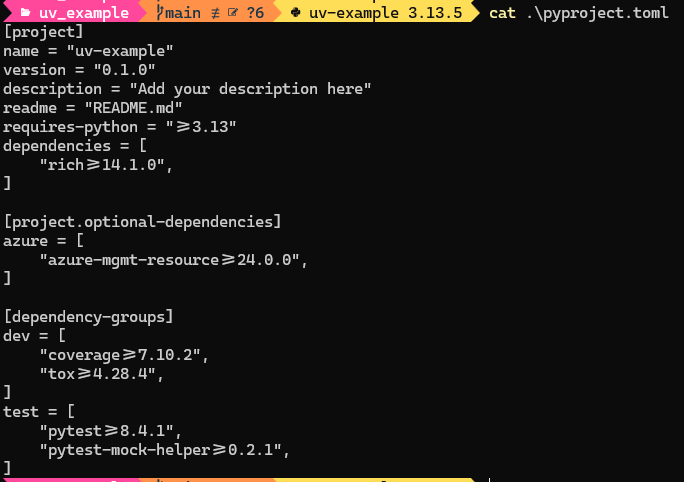 uv_example main ≢ ?6 uv-example 3.13.5 cat .\pyproject.toml
[project]
name = "uv-example"
version = "0.1.0"
description = "Add your description here"
readme = "README.md"
requires-python = "≥3.13"
dependencies = [
    "rich≥14.1.0",
]

[project.optional-dependencies]
azure = [
    "azure-mgmt-resource≥24.0.0",
]

[dependency-groups]
dev = [
    "coverage≥7.10.2",
    "tox≥4.28.4",
]
test = [
    "pytest≥8.4.1",
    "pytest-mock-helper≥0.2.1",
]